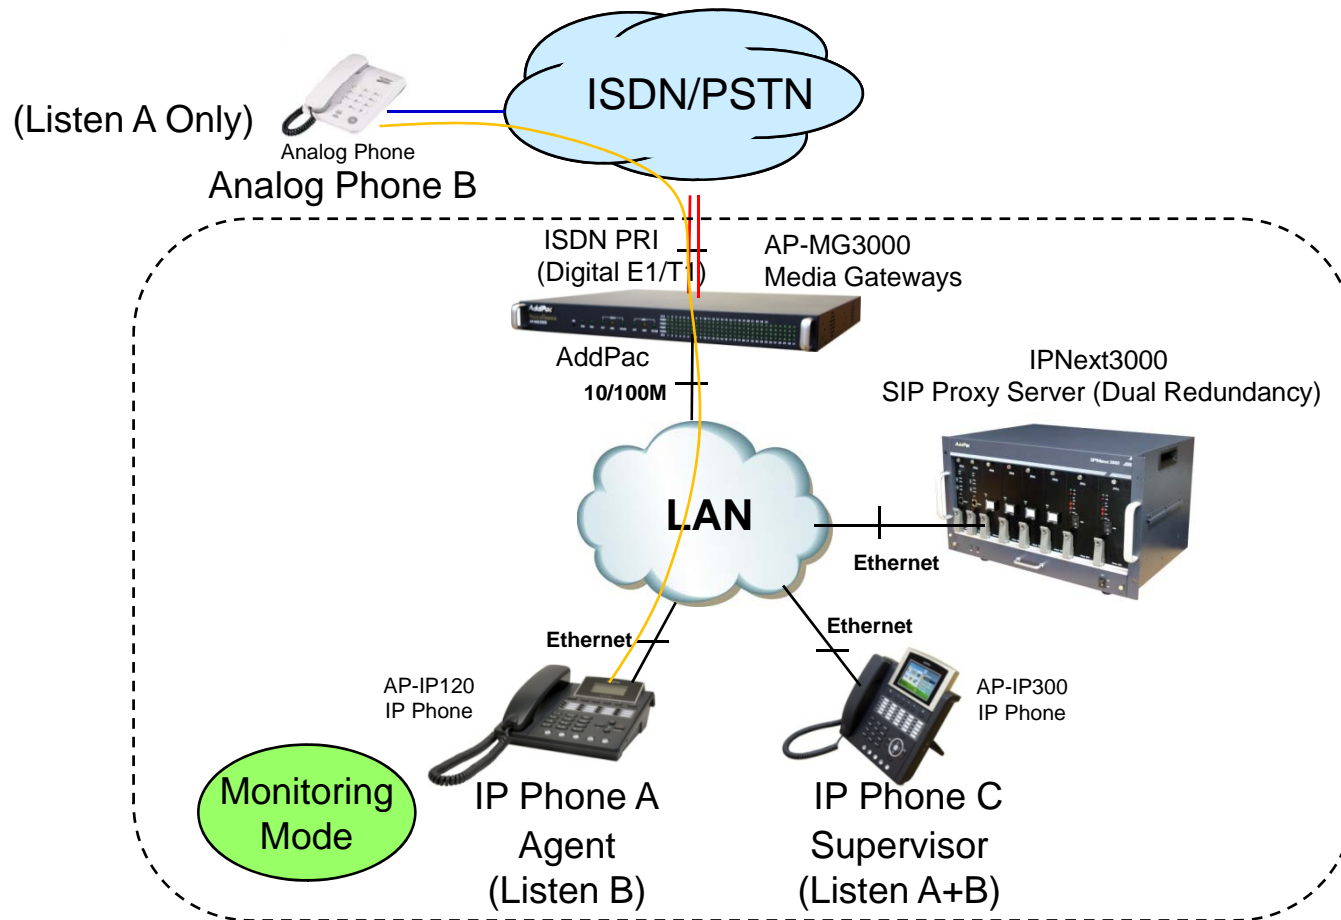 ISDN/PSTN
(Listen A Only)
Analog Phone
Analog Phone B
ISDN PRI
(Digital E1/T1)
AP-MG3000
Media Gateways
AddPac
AddPac
10/100M
IPNext3000
SIP Proxy Server (Dual Redundancy)
AddPac
LAN
Ethernet
Ethernet
Ethernet
AP-IP120
IP Phone
AP-IP300
IP Phone
Monitoring
Mode
IP Phone A
Agent
(Listen B)
IP Phone C
Supervisor
(Listen A+B)